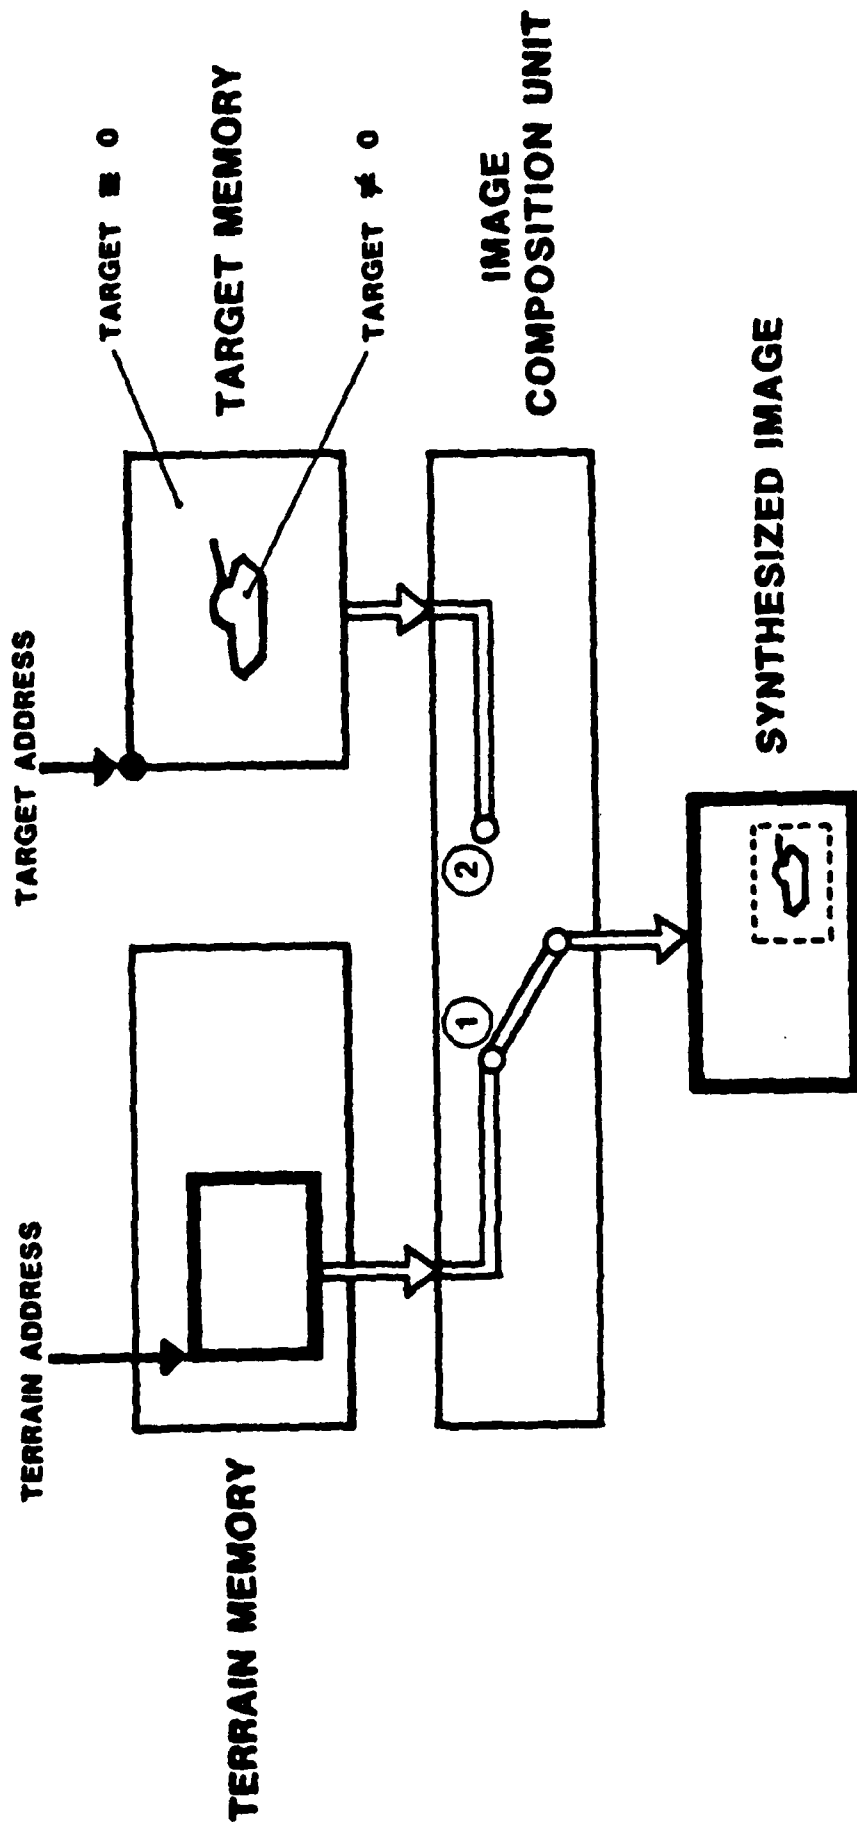 TERRAIN ADDRESS
TARGET ADDRESS
TARGET ≡ 0
TERRAIN MEMORY
TARGET MEMORY
TARGET ≢ 0
1
2
IMAGE
COMPOSITION UNIT
SYNTHESIZED IMAGE